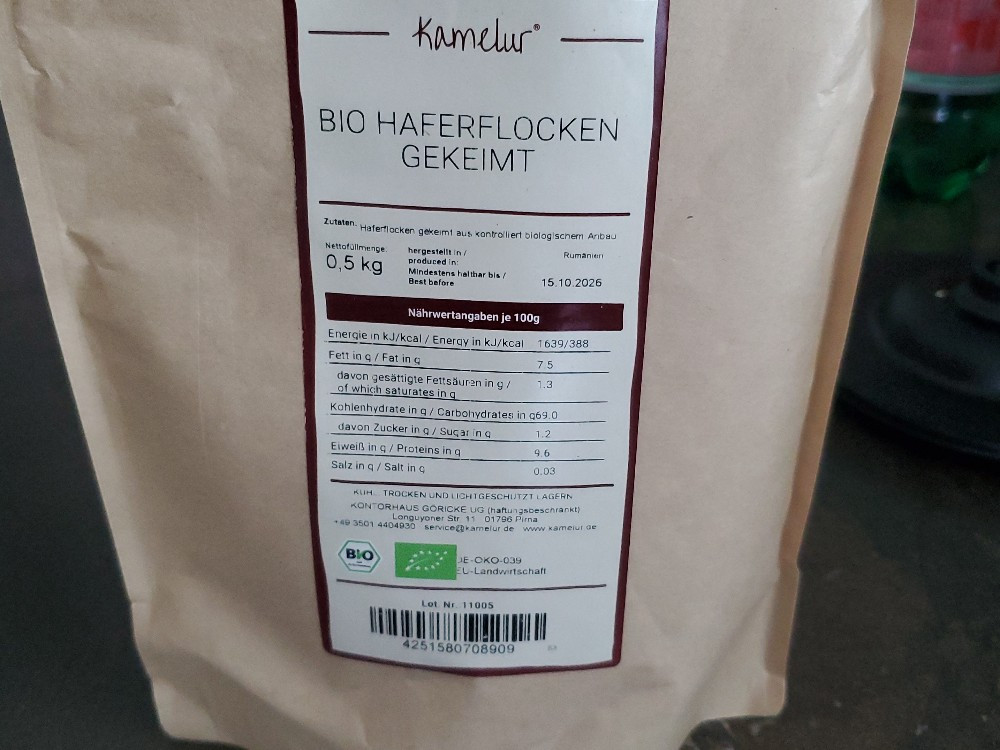 Kamelur®
BIO HAFERFLOCKEN
GEKEIMT
Zutaten: Haferflocken gekeimt aus kontrolliert biologischem Anbau
Nettofüllmenge:
0,5 kg
hergestellt in /
produced in:
Rumänien
Mindestens haltbar bis /
Best before
15.10.2026
Nährwertangaben je 100g
Energie in kJ/kcal / Energy in kJ/kcal 1639/388
Fett in g / Fat in g 7.5
davon gesättigte Fettsäuren in g /
of which saturates in g 1.3
Kohlenhydrate in g / Carbohydrates in g 69.0
davon Zucker in g / Sugar in g 1.2
Eiweiß in g / Proteins in g 9.6
Salz in g / Salt in g 0.03
KÜHL, TROCKEN UND LICHTGESCHÜTZT LAGERN
KONTORHAUS GÖRICKE UG (haftungsbeschränkt)
Longuyoner Str. 11 01796 Pirna
+49 3501 4404930 service@kamelur.de www.kamelur.de
BIO
DE-ÖKO-039
EU-Landwirtschaft
Lot. Nr. 11005
4251580708909